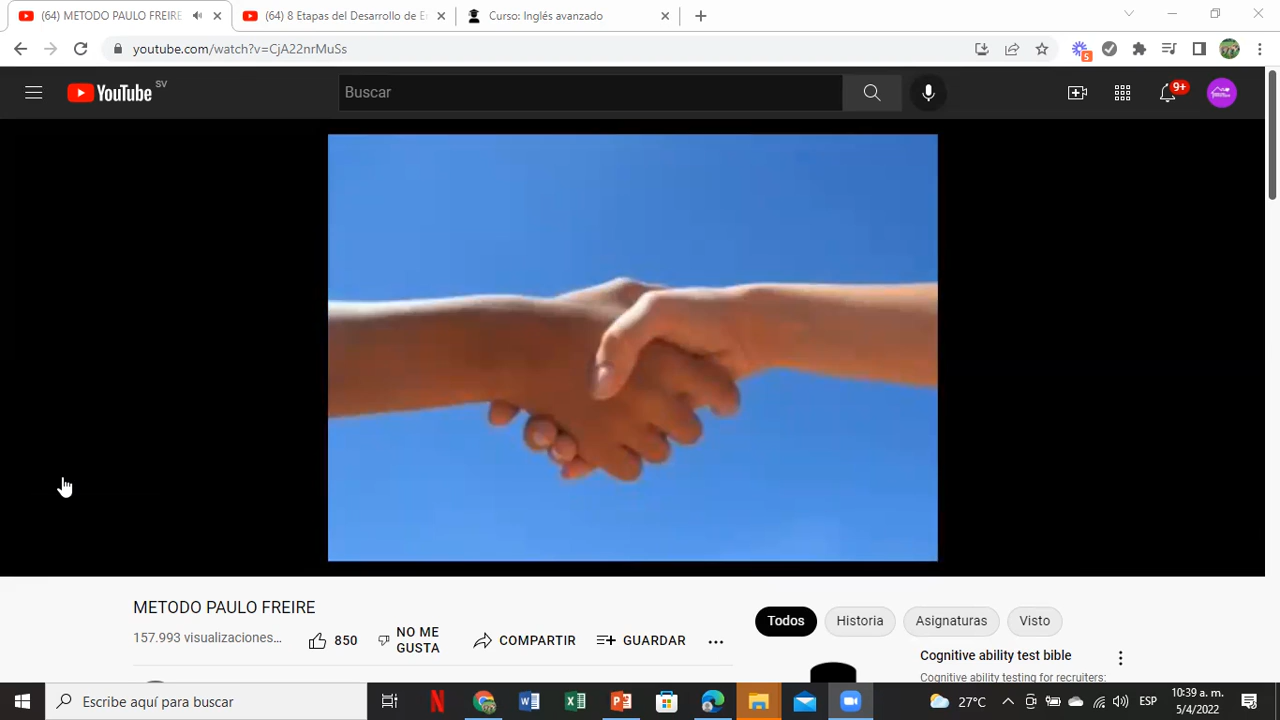 (64) METODO PAULO FREIRE
(64) 8 Etapas del Desarrollo de E
Curso: Inglés avanzado
youtube.com/watch?v=CjA22nrMuSs
5
YouTube SV
Buscar
9+
METODO PAULO FREIRE
157.993 visualizaciones...
850
NO ME GUSTA
COMPARTIR
GUARDAR
Todos
Historia
Asignaturas
Visto
Cognitive ability test bible
Cognitive ability testing for recruiters:
Escribe aquí para buscar
27°C
ESP
10:39 a. m.
5/4/2022